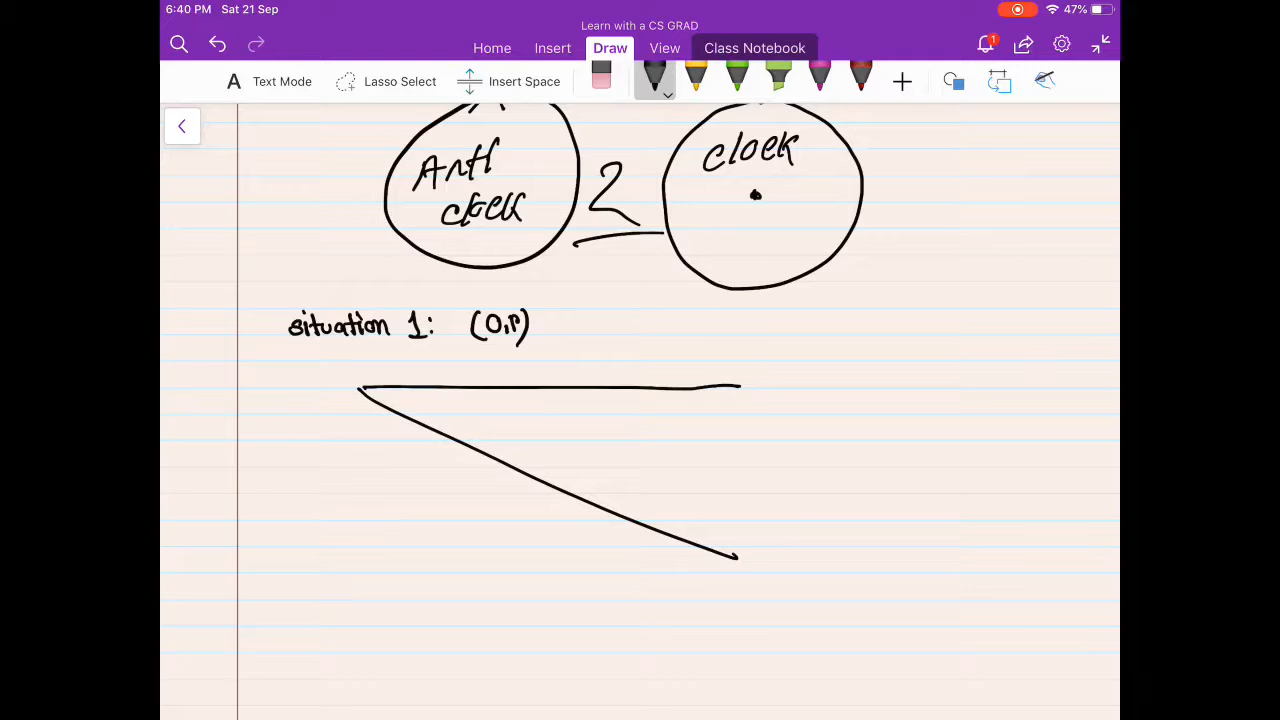 6:40 PM Sat 21 Sep 47%
Learn with a CS GRAD
Home Insert Draw View Class Notebook
1
A Text Mode Lasso Select Insert Space
Anti
clock
2
clock
situation 1: (0,P)